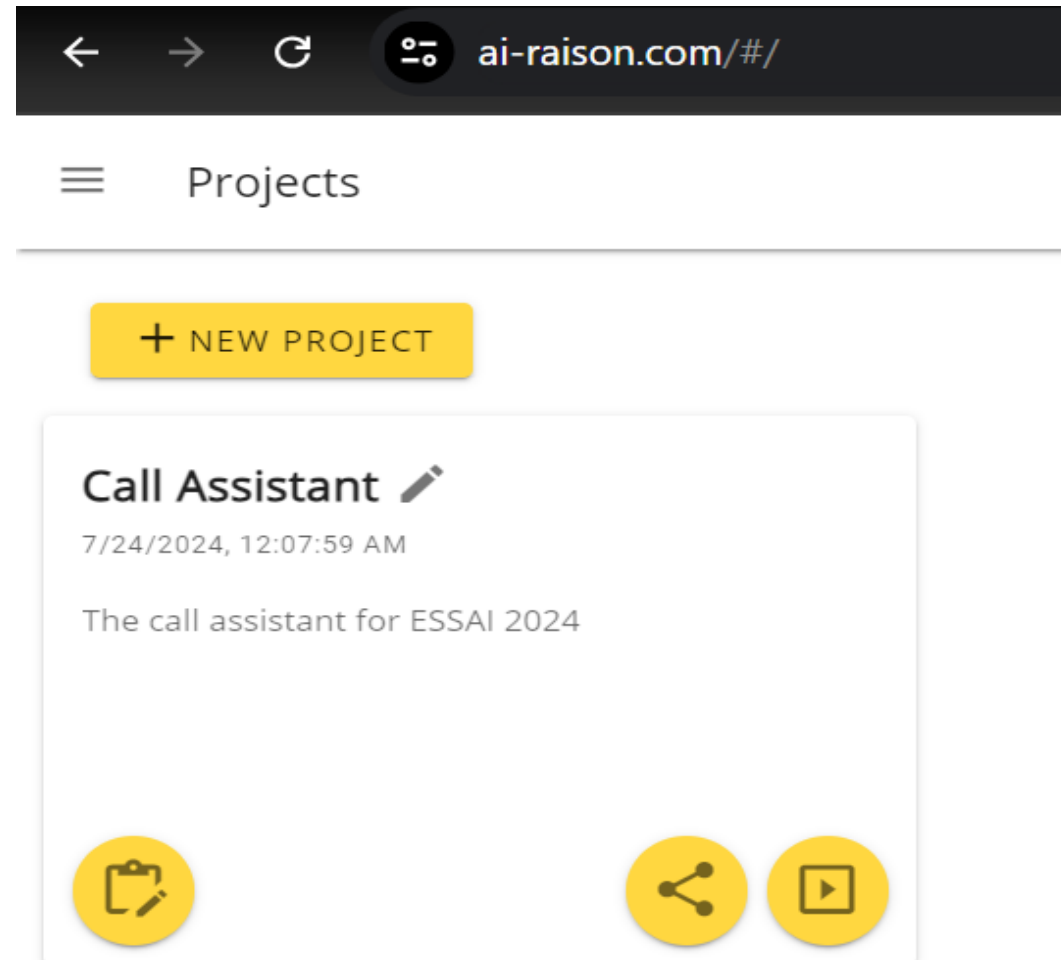 ai-raison.com/#/
Projects
+ NEW PROJECT
Call Assistant
7/24/2024, 12:07:59 AM
The call assistant for ESSAI 2024